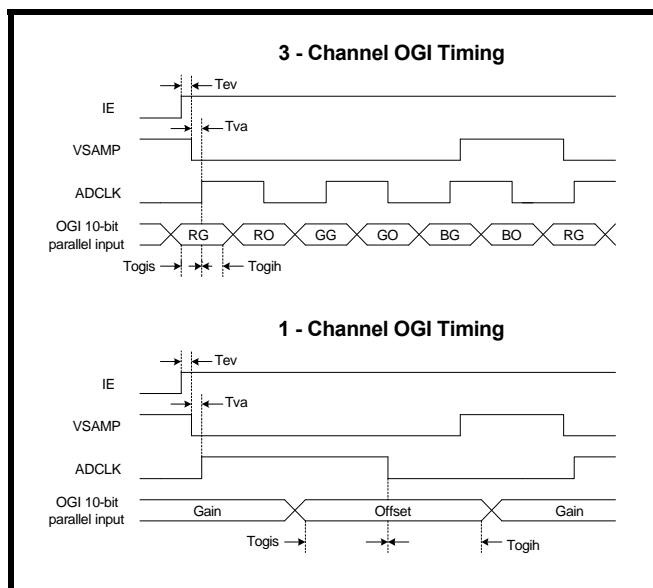 3 - Channel OGI Timing
Tev
IE
Tva
VSAMP
ADCLK
OGI 10-bit
parallel input
RG RO GG GO BG BO RG
Togis Togih
1 - Channel OGI Timing
Tev
IE
Tva
VSAMP
ADCLK
OGI 10-bit
parallel input
Gain Offset Gain
Togis Togih